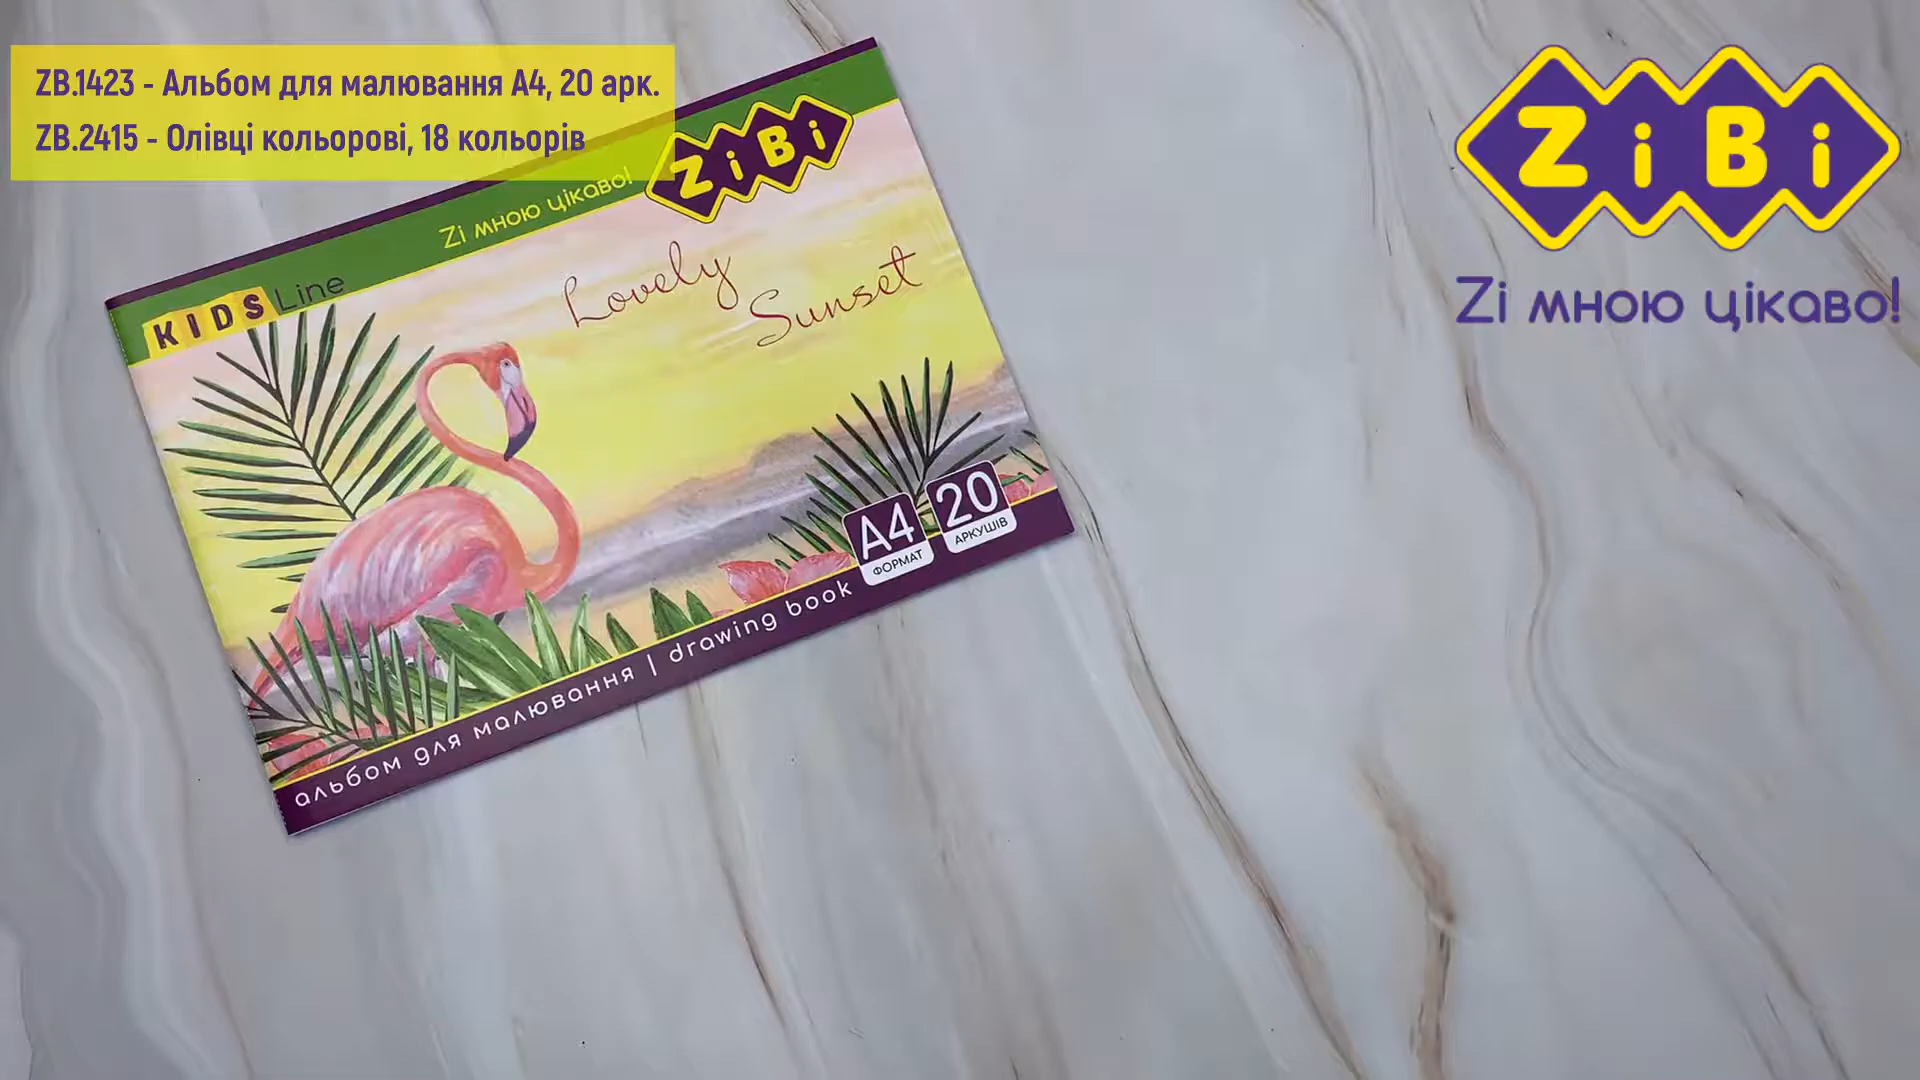 ZB.1423 - Альбом для малювання А4, 20 арк.
ZB.2415 - Олівці кольорові, 18 кольорів
ZiBi
Zi мною цікаво!
Zi мною цікаво!
ZiBi
KIDS Line
Lovely
Sunset
A4
ФОРМАТ
20
АРКУШІВ
альбом для малювання | drawing book